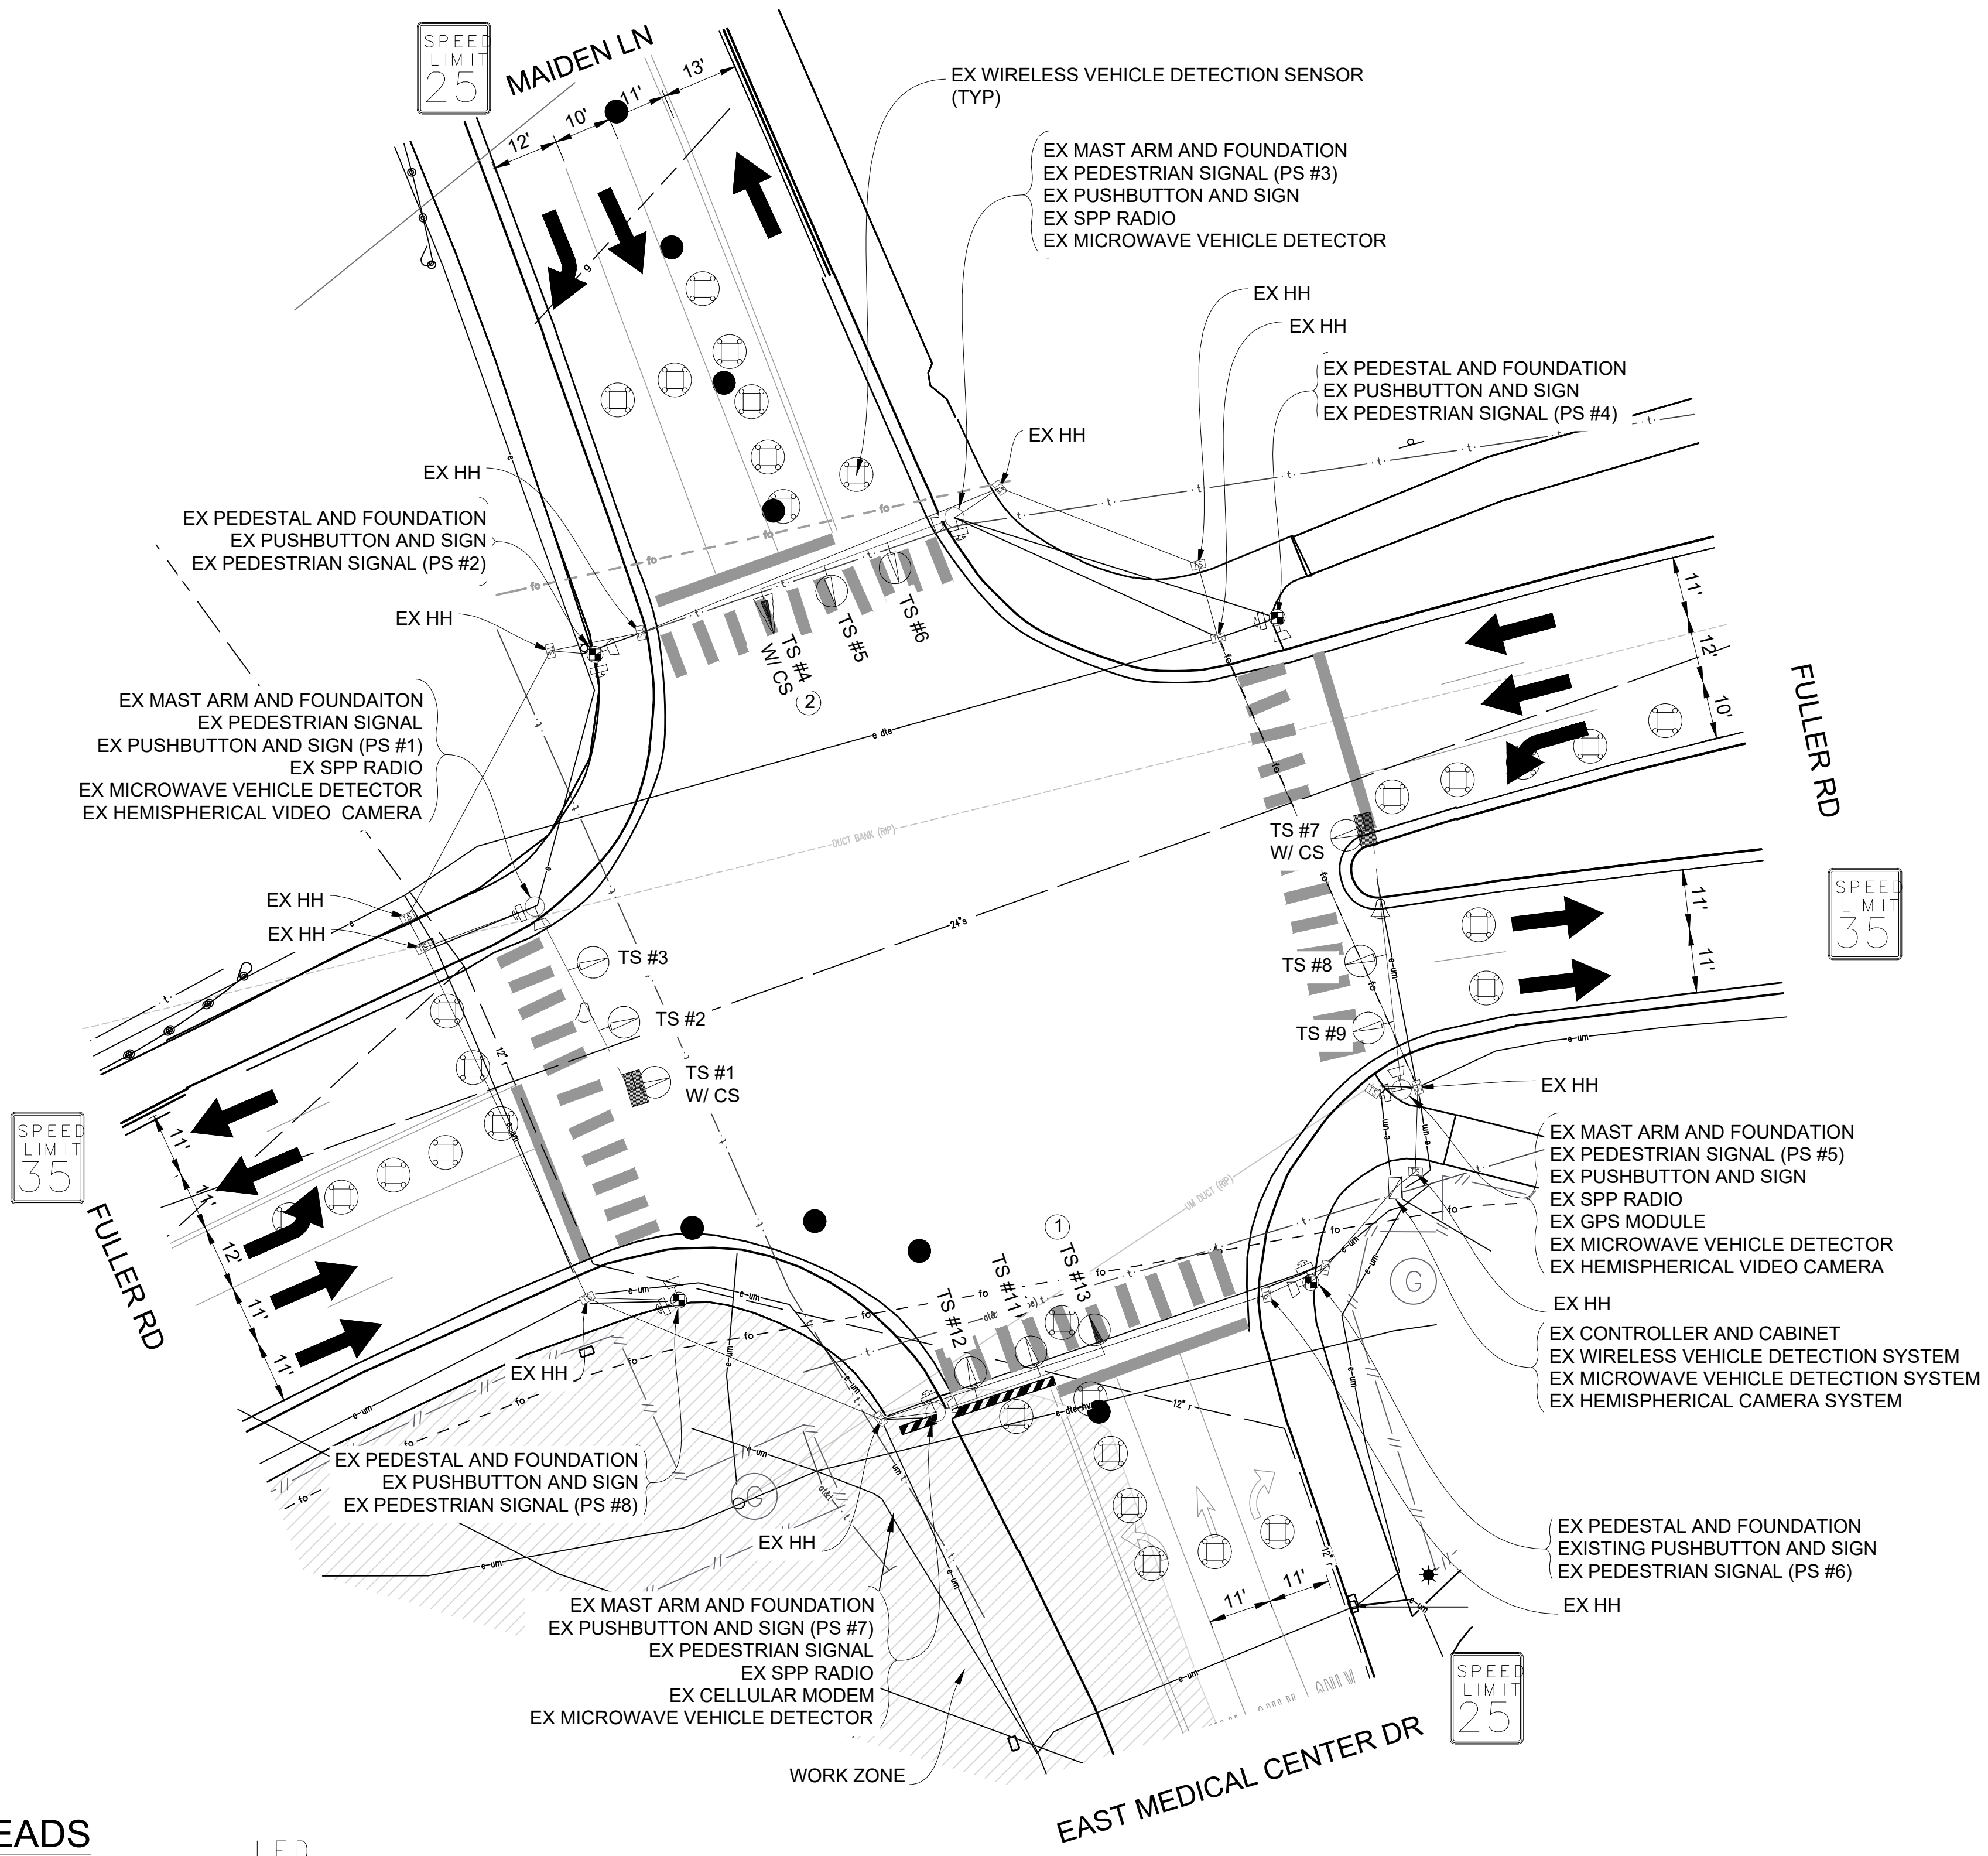 SPEED
LIMIT
25
MAIDEN LN
12'
10'
11'
13'
EX WIRELESS VEHICLE DETECTION SENSOR
(TYP)
EX MAST ARM AND FOUNDATION
EX PEDESTRIAN SIGNAL (PS #3)
EX PUSHBUTTON AND SIGN
EX SPP RADIO
EX MICROWAVE VEHICLE DETECTOR
EX HH
EX HH
EX PEDESTAL AND FOUNDATION
EX PUSHBUTTON AND SIGN
EX PEDESTRIAN SIGNAL (PS #4)
EX HH
EX HH
EX PEDESTAL AND FOUNDATION
EX PUSHBUTTON AND SIGN
EX PEDESTRIAN SIGNAL (PS #2)
EX HH
TS #4
W/ CS
2
TS #5
TS #6
11'
12'
10'
FULLER RD
EX MAST ARM AND FOUNDAITON
EX PEDESTRIAN SIGNAL
EX PUSHBUTTON AND SIGN (PS #1)
EX SPP RADIO
EX MICROWAVE VEHICLE DETECTOR
EX HEMISPHERICAL VIDEO CAMERA
e dte
DUCT BANK (RIP)
24"s
TS #7
W/ CS
EX HH
EX HH
TS #3
TS #2
TS #1
W/ CS
12" r
TS #8
TS #9
11'
11'
SPEED
LIMIT
35
e-um
EX HH
SPEED
LIMIT
35
FULLER RD
11'
11'
12'
11'
11'
EX MAST ARM AND FOUNDATION
EX PEDESTRIAN SIGNAL (PS #5)
EX PUSHBUTTON AND SIGN
EX SPP RADIO
EX GPS MODULE
EX MICROWAVE VEHICLE DETECTOR
EX HEMISPHERICAL VIDEO CAMERA
UM DUCT (RIP)
EX HH
EX CONTROLLER AND CABINET
EX WIRELESS VEHICLE DETECTION SYSTEM
EX MICROWAVE VEHICLE DETECTION SYSTEM
EX HEMISPHERICAL CAMERA SYSTEM
1
TS #12
TS #11
TS #13
G
EX HH
e-um
fo
12" r
EX PEDESTAL AND FOUNDATION
EX PUSHBUTTON AND SIGN
EX PEDESTRIAN SIGNAL (PS #8)
G
EX HH
EX PEDESTAL AND FOUNDATION
EXISTING PUSHBUTTON AND SIGN
EX PEDESTRIAN SIGNAL (PS #6)
EX HH
11'
11'
12" r
EX MAST ARM AND FOUNDATION
EX PUSHBUTTON AND SIGN (PS #7)
EX PEDESTRIAN SIGNAL
EX SPP RADIO
EX CELLULAR MODEM
EX MICROWAVE VEHICLE DETECTOR
WORK ZONE
SPEED
LIMIT
25
EAST MEDICAL CENTER DR
EADS
LED